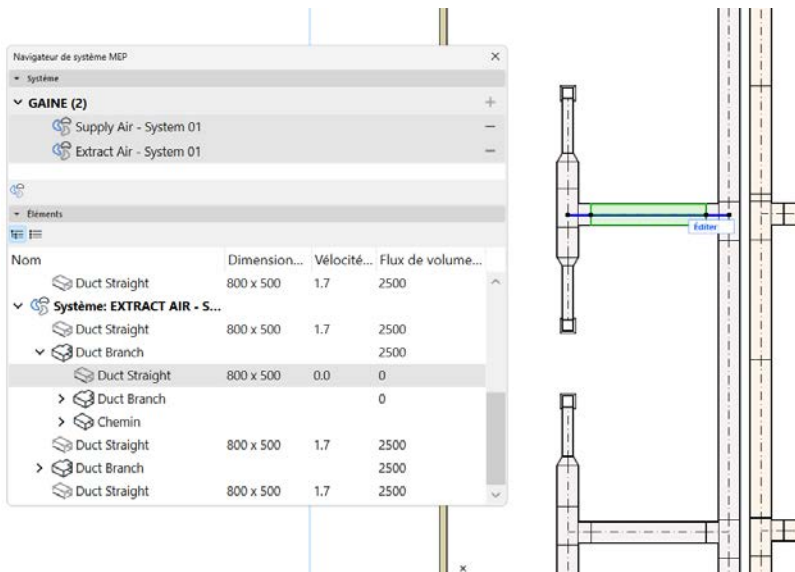 Navigateur de système MEP
Système
GAINE (2)
Supply Air - System 01
Extract Air - System 01
Éléments
Nom Dimension... Vélocité... Flux de volume...
Duct Straight 800 x 500 1.7 2500
Système: EXTRACT AIR - S...
Duct Straight 800 x 500 1.7 2500
Duct Branch 2500
Duct Straight 800 x 500 0.0 0
Duct Branch 0
Chemin
Duct Straight 800 x 500 1.7 2500
Duct Branch 2500
Duct Straight 800 x 500 1.7 2500
Éditer